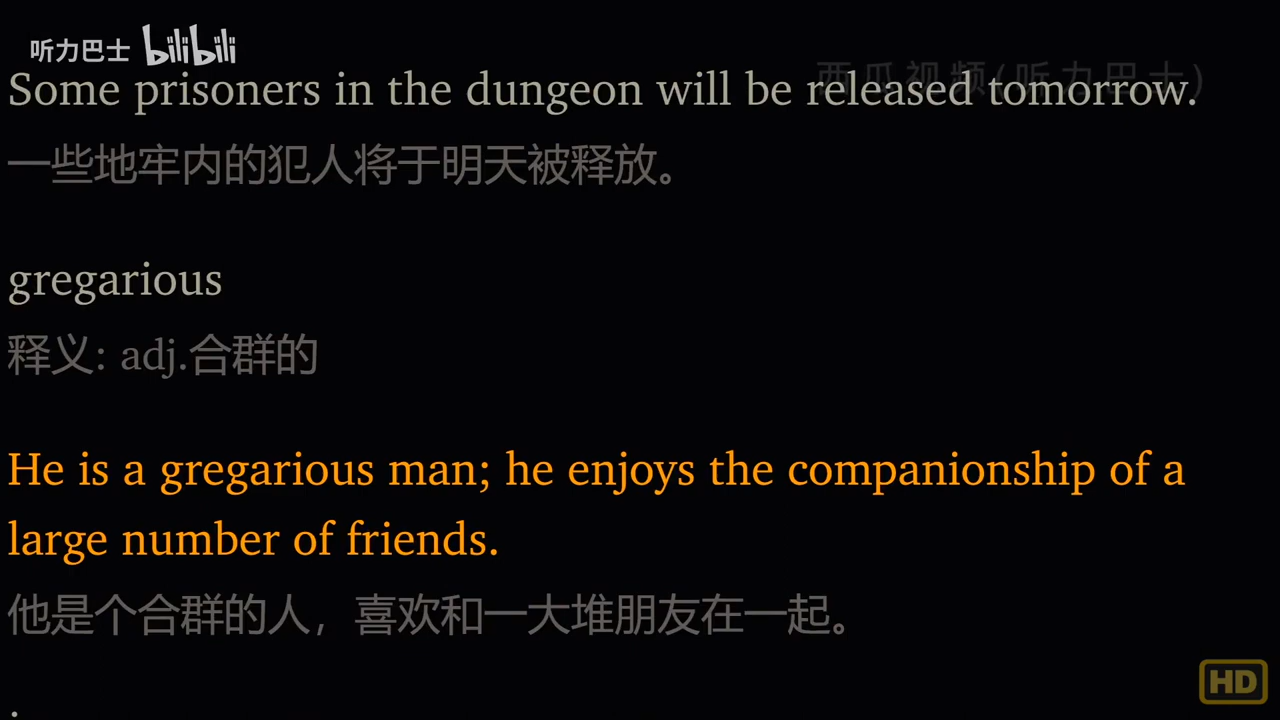 听力巴士 bilibili
西瓜视频(听力巴士)
Some prisoners in the dungeon will be released tomorrow.
一些地牢内的犯人将于明天被释放。
gregarious
释义: adj.合群的
He is a gregarious man; he enjoys the companionship of a
large number of friends.
他是个合群的人，喜欢和一大堆朋友在一起。
HD